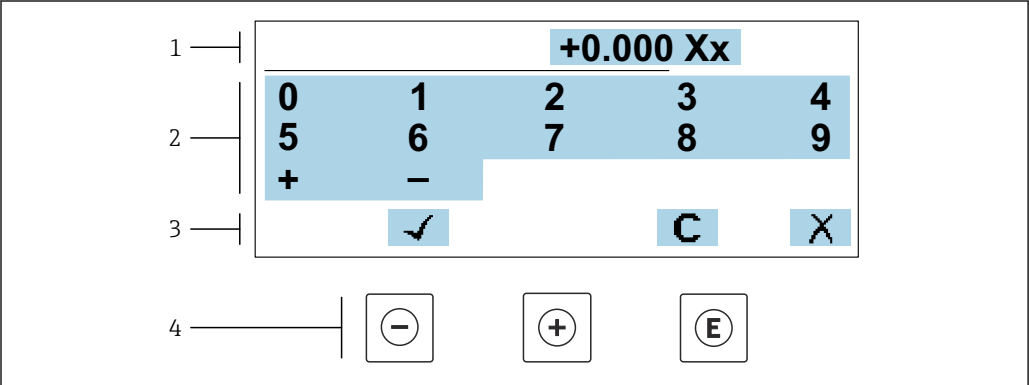 1 +0.000 Xx
0 1 2 3 4
2 5 6 7 8 9
+ –
3 ✓ C X
4 - + E